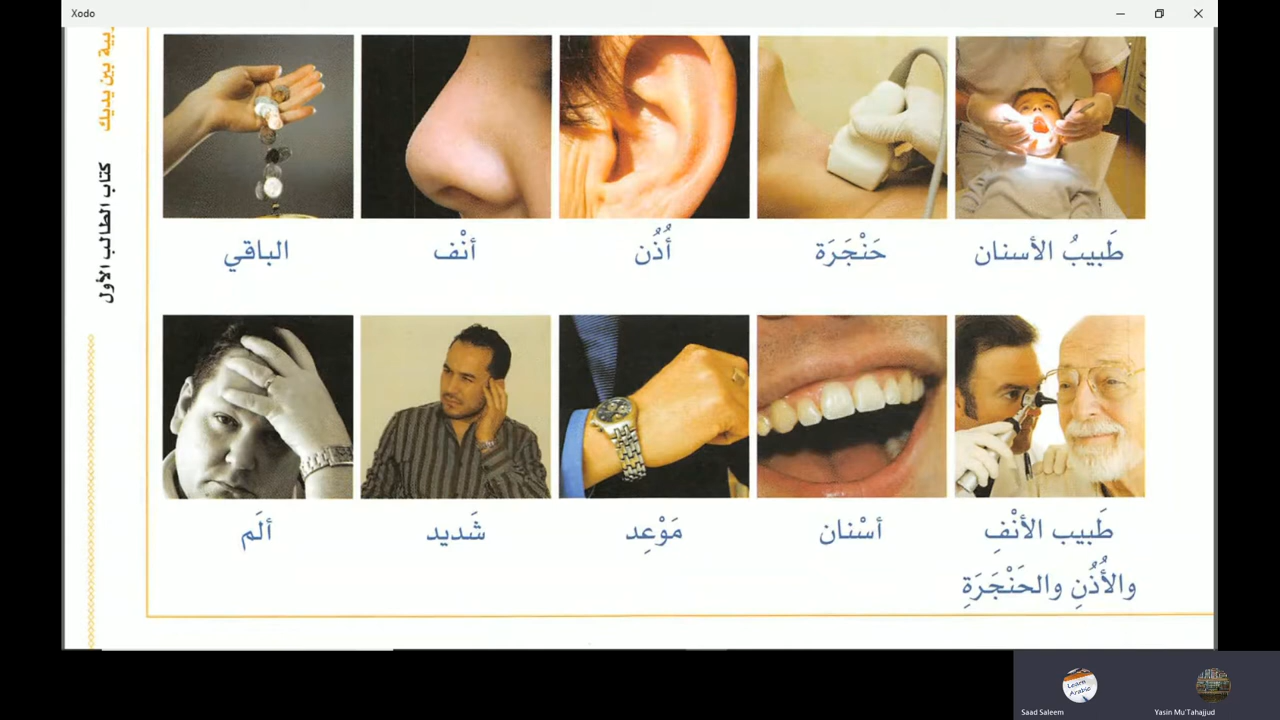 Xodo
بية بين يديك
كتاب الطالب الأول
طَبيبُ الأسنان
حَنْجَرَة
أُذُن
أنْف
الباقي
طَبيب الأنْفِ
والأُذُنِ والحَنْجَرَةِ
أسْنان
مَوْعِد
شَديد
ألَم
Learn Arabic
Saad Saleem
Yasin Mu'Tahajjud